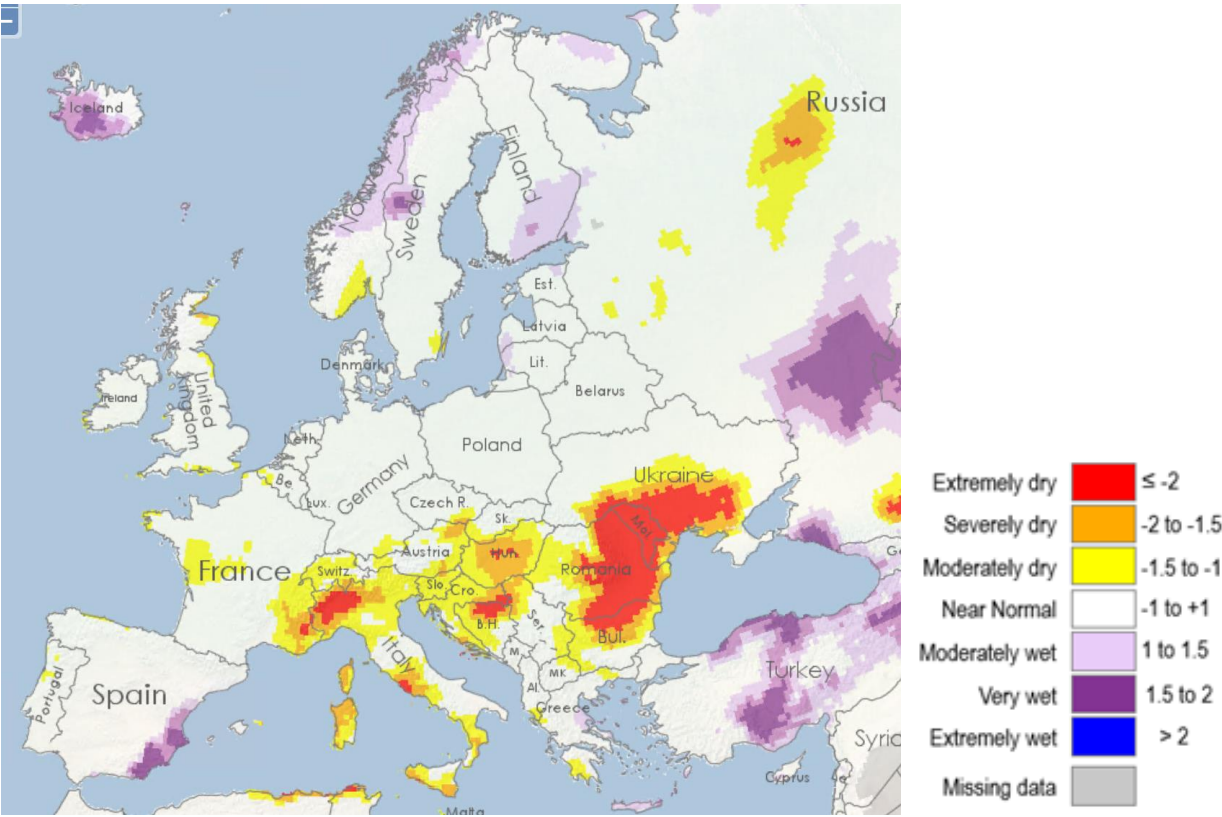 Iceland
Russia
Norway
Sweden
Finland
Est.
Latvia
Lit.
Denmark
Ireland
United
Kingdom
Belarus
Neth.
Poland
Be.
Lux.
Germany
Ukraine
Czech R.
Sk.
Mol.
France
Switz.
Austria
Hun.
Romania
Slo.
Cro.
B.H.
Ser.
Bul.
Italy
M.
MK
Al.
Portugal
Spain
Greece
Turkey
Syric
Cyprus
Malta
Ge
Extremely dry ≤ -2
Severely dry -2 to -1.5
Moderately dry -1.5 to -1
Near Normal -1 to +1
Moderately wet 1 to 1.5
Very wet 1.5 to 2
Extremely wet > 2
Missing data